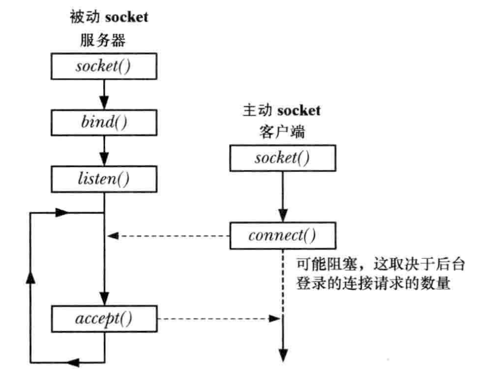 被动 socket
服务器
socket()
bind()
listen()
accept()
主动 socket
客户端
socket()
connect()
可能阻塞，这取决于后台
登录的连接请求的数量